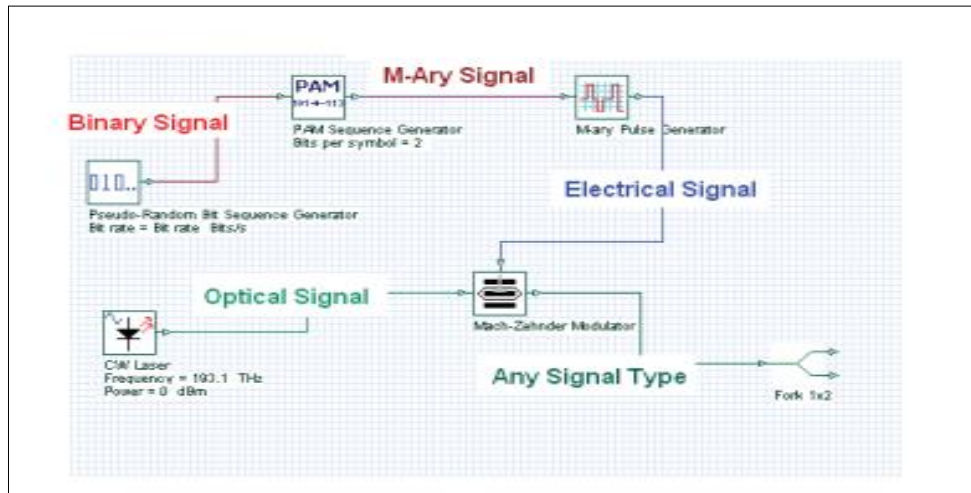 M-Ary Signal
PAM
Binary Signal
PAM Sequence Generator
Bits per symbol = 2
M-ary Pulse Generator
010..
Electrical Signal
Pseudo-Random Bit Sequence Generator
Bit rate = Bit rate Bits/s
Optical Signal
Mach-Zehnder Modulator
CW Laser
Frequency = 193.1 THz
Power = 0 dBm
Any Signal Type
Fork 1x2